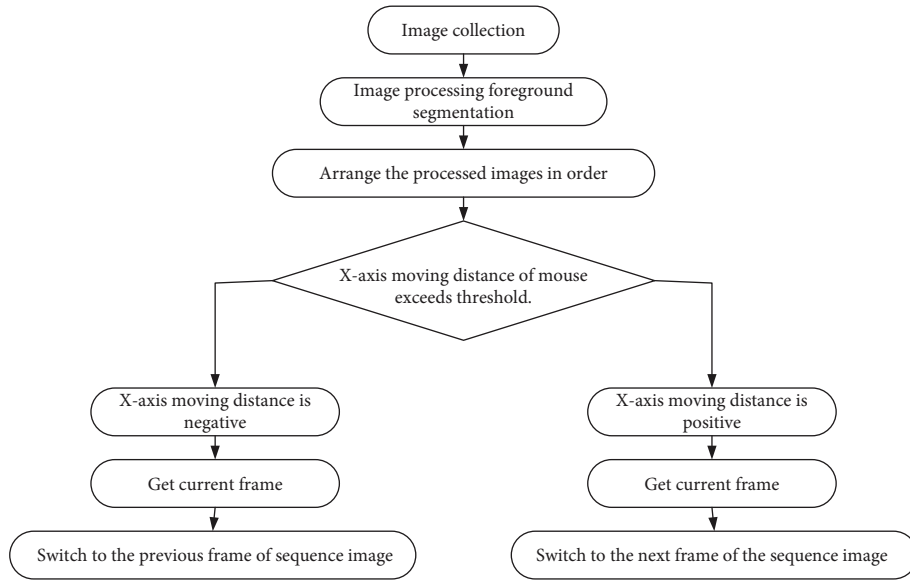 Image collection
Image processing foreground
segmentation
Arrange the processed images in order
X-axis moving distance of mouse
exceeds threshold.
X-axis moving distance is
negative
X-axis moving distance is
positive
Get current frame
Get current frame
Switch to the previous frame of sequence image
Switch to the next frame of the sequence image